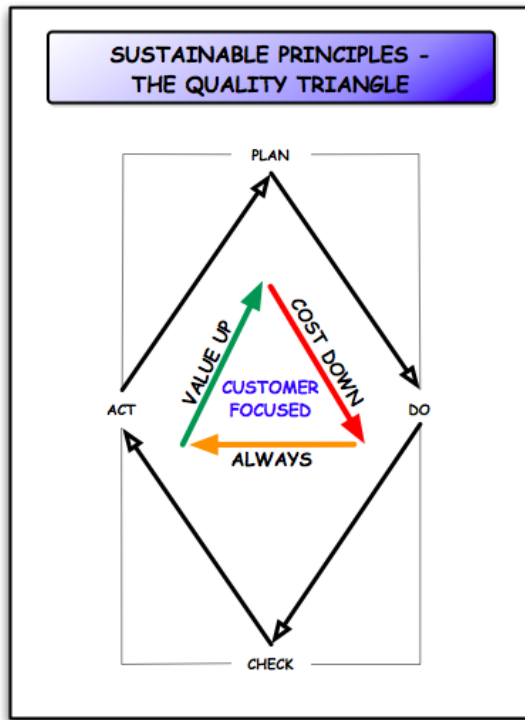 SUSTAINABLE PRINCIPLES -
THE QUALITY TRIANGLE
PLAN
VALUE UP
COST DOWN
CUSTOMER
FOCUSED
ACT
DO
ALWAYS
CHECK